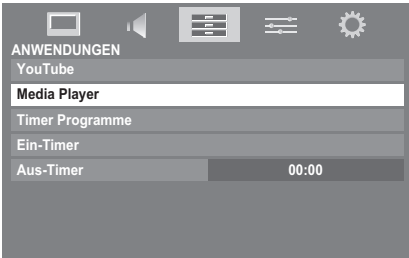 ANWENDUNGEN
YouTube
Media Player
Timer Programme
Ein-Timer
Aus-Timer 00:00